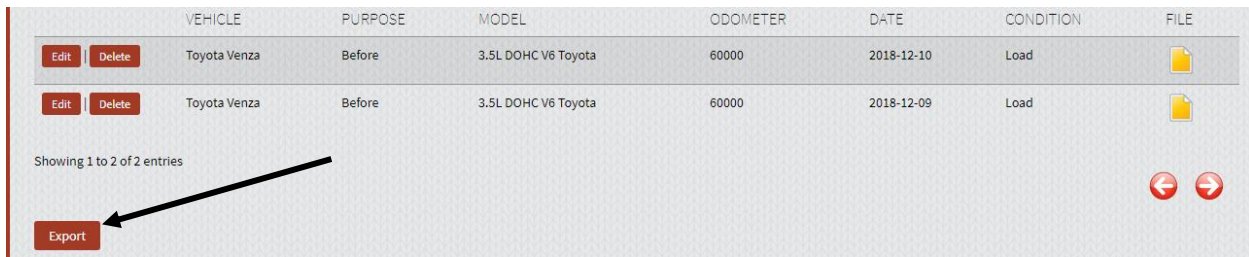 VEHICLE PURPOSE MODEL ODOMETER DATE CONDITION FILE
Edit | Delete Toyota Venza Before 3.5L DOHC V6 Toyota 60000 2018-12-10 Load
Edit | Delete Toyota Venza Before 3.5L DOHC V6 Toyota 60000 2018-12-09 Load
Showing 1 to 2 of 2 entries
Export